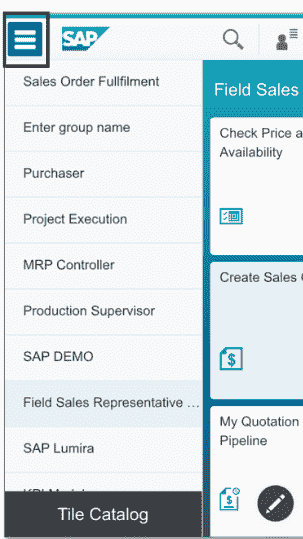 SAP
Sales Order Fullfilment
Enter group name
Purchaser
Project Execution
MRP Controller
Production Supervisor
SAP DEMO
Field Sales Representative ...
SAP Lumira
Tile Catalog
Field Sales
Check Price a
Availability
Create Sales
My Quotation
Pipeline